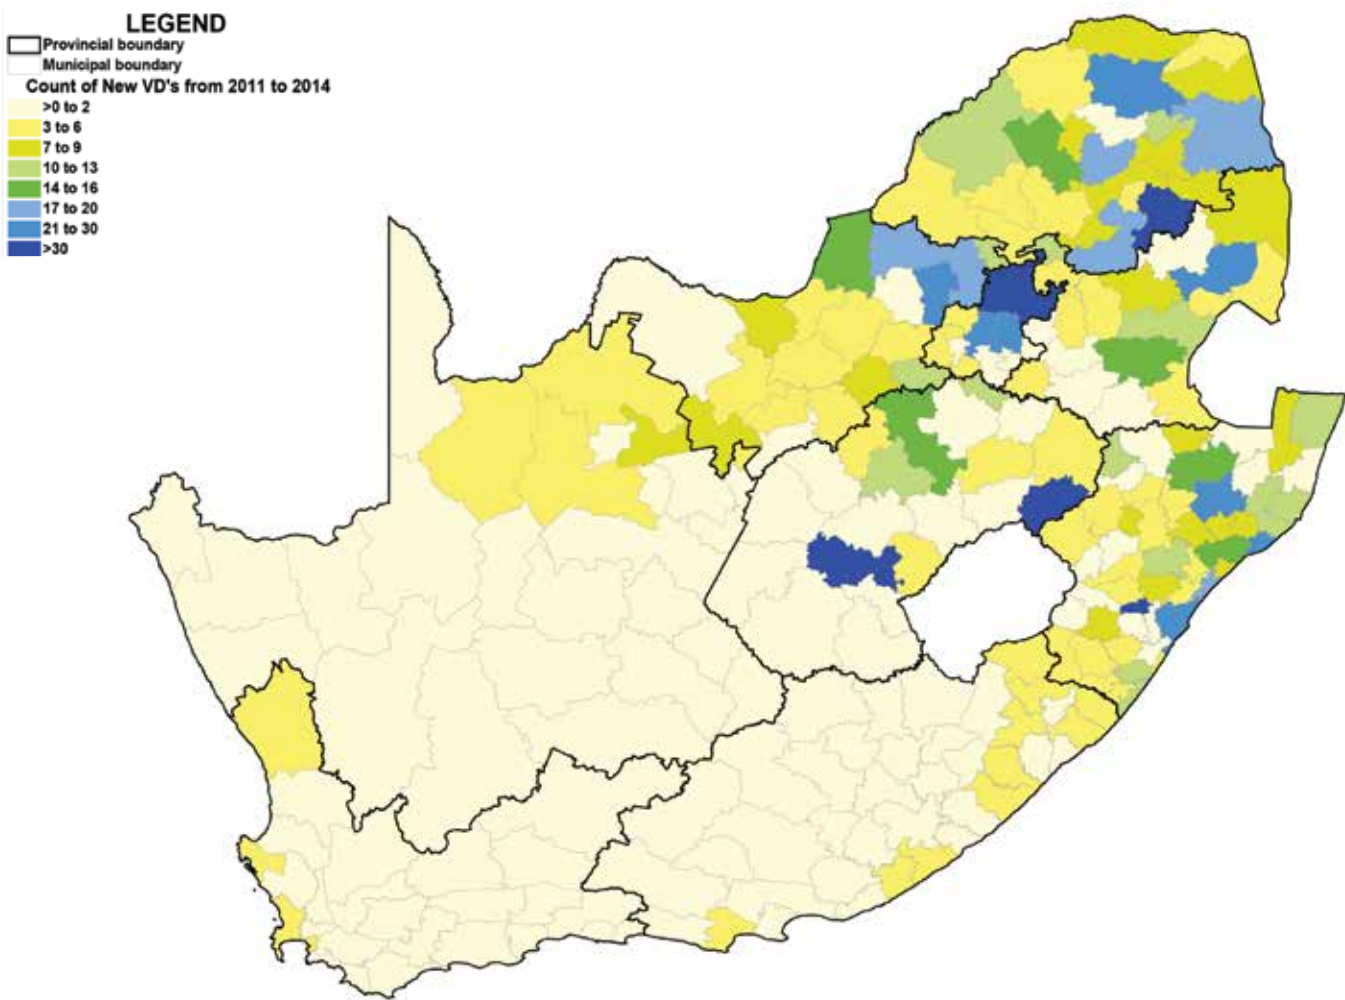 LEGEND
Provincial boundary
Municipal boundary
Count of New VD's from 2011 to 2014
>0 to 2
3 to 6
7 to 9
10 to 13
14 to 16
17 to 20
21 to 30
>30